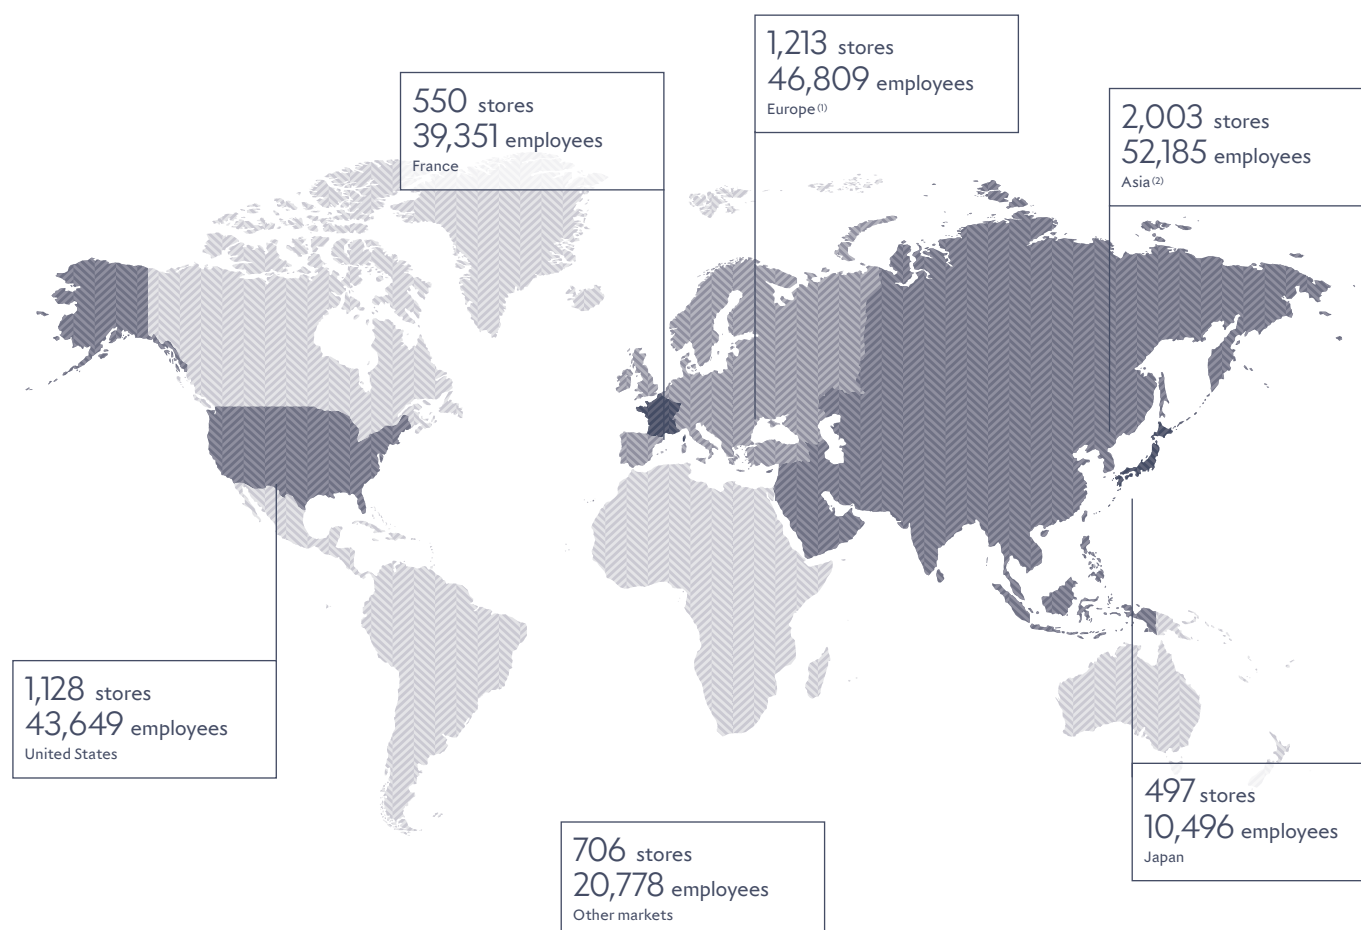 1,213 stores
46,809 employees
Europe(1)
550 stores
39,351 employees
France
2,003 stores
52,185 employees
Asia(2)
1,128 stores
43,649 employees
United States
497 stores
10,496 employees
Japan
706 stores
20,778 employees
Other markets